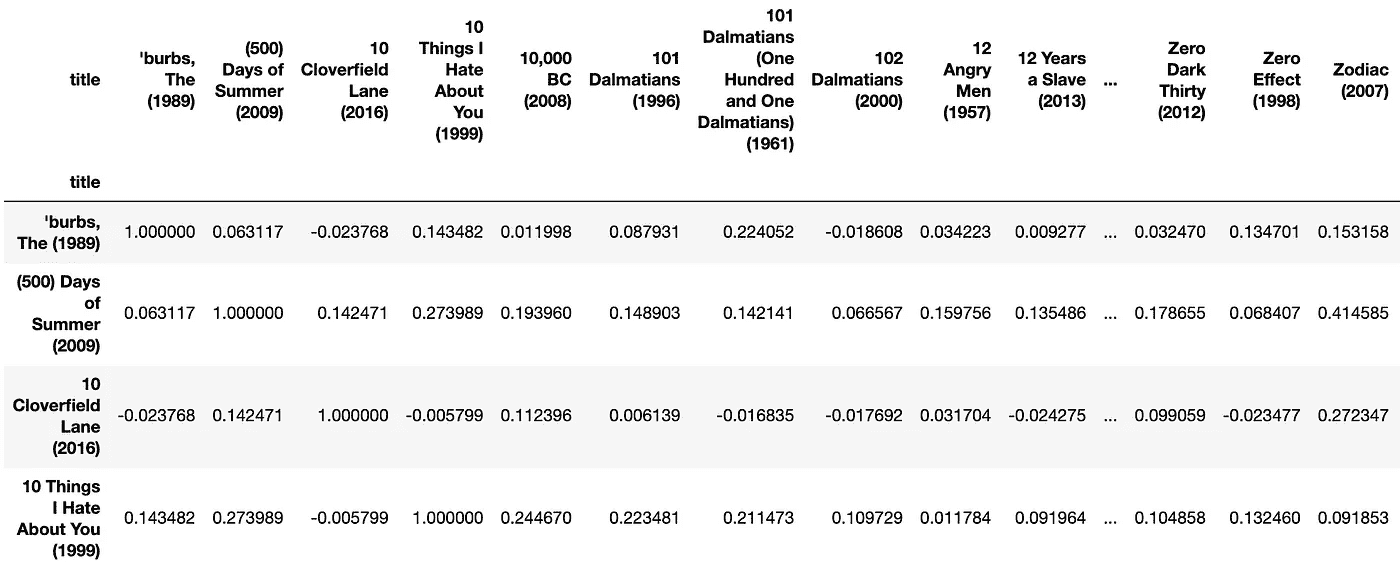 title 'burbs, The (1989) (500) Days of Summer (2009) 10 Cloverfield Lane (2016) 10 Things I Hate About You (1999) 10,000 BC (2008) 101 Dalmatians (1996) 101 Dalmatians (One Hundred and One Dalmatians) (1961) 102 Dalmatians (2000) 12 Angry Men (1957) 12 Years a Slave (2013) ... Zero Dark Thirty (2012) Zero Effect (1998) Zodiac (2007)
title
'burbs, The (1989) 1.000000 0.063117 -0.023768 0.143482 0.011998 0.087931 0.224052 -0.018608 0.034223 0.009277 ... 0.032470 0.134701 0.153158
(500) Days of Summer (2009) 0.063117 1.000000 0.142471 0.273989 0.193960 0.148903 0.142141 0.066567 0.159756 0.135486 ... 0.178655 0.068407 0.414585
10 Cloverfield Lane (2016) -0.023768 0.142471 1.000000 -0.005799 0.112396 0.006139 -0.016835 -0.017692 0.031704 -0.024275 ... 0.099059 -0.023477 0.272347
10 Things I Hate About You (1999) 0.143482 0.273989 -0.005799 1.000000 0.244670 0.223481 0.211473 0.109729 0.011784 0.091964 ... 0.104858 0.132460 0.091853